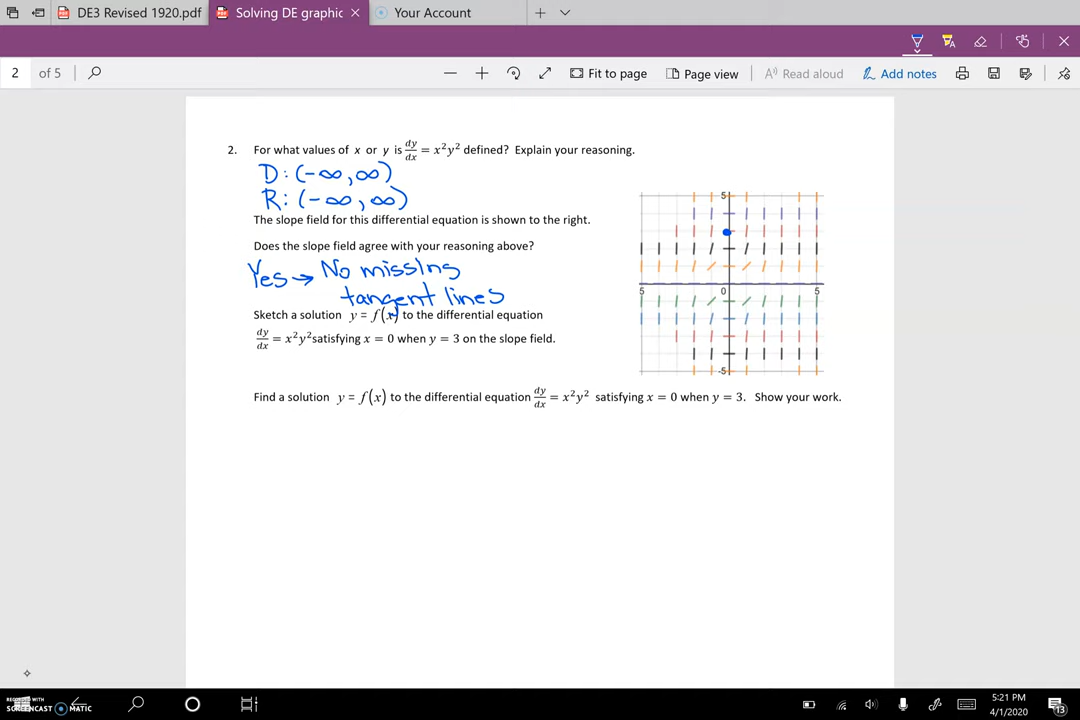 DE3 Revised 1920.pdf
Solving DE graphic
Your Account
2 of 5
Fit to page
Page view
Read aloud
Add notes
2. For what values of x or y is dy/dx = x²y² defined? Explain your reasoning.
D: (-∞, ∞)
R: (-∞, ∞)
The slope field for this differential equation is shown to the right.
Does the slope field agree with your reasoning above?
Yes → No missing
tangent lines
Sketch a solution y = f(x) to the differential equation
dy/dx = x²y² satisfying x = 0 when y = 3 on the slope field.
5
5 0 5
-5
Find a solution y = f(x) to the differential equation dy/dx = x²y² satisfying x = 0 when y = 3. Show your work.
RECORDED WITH
SCREENCAST MATIC
5:21 PM
4/1/2020
13